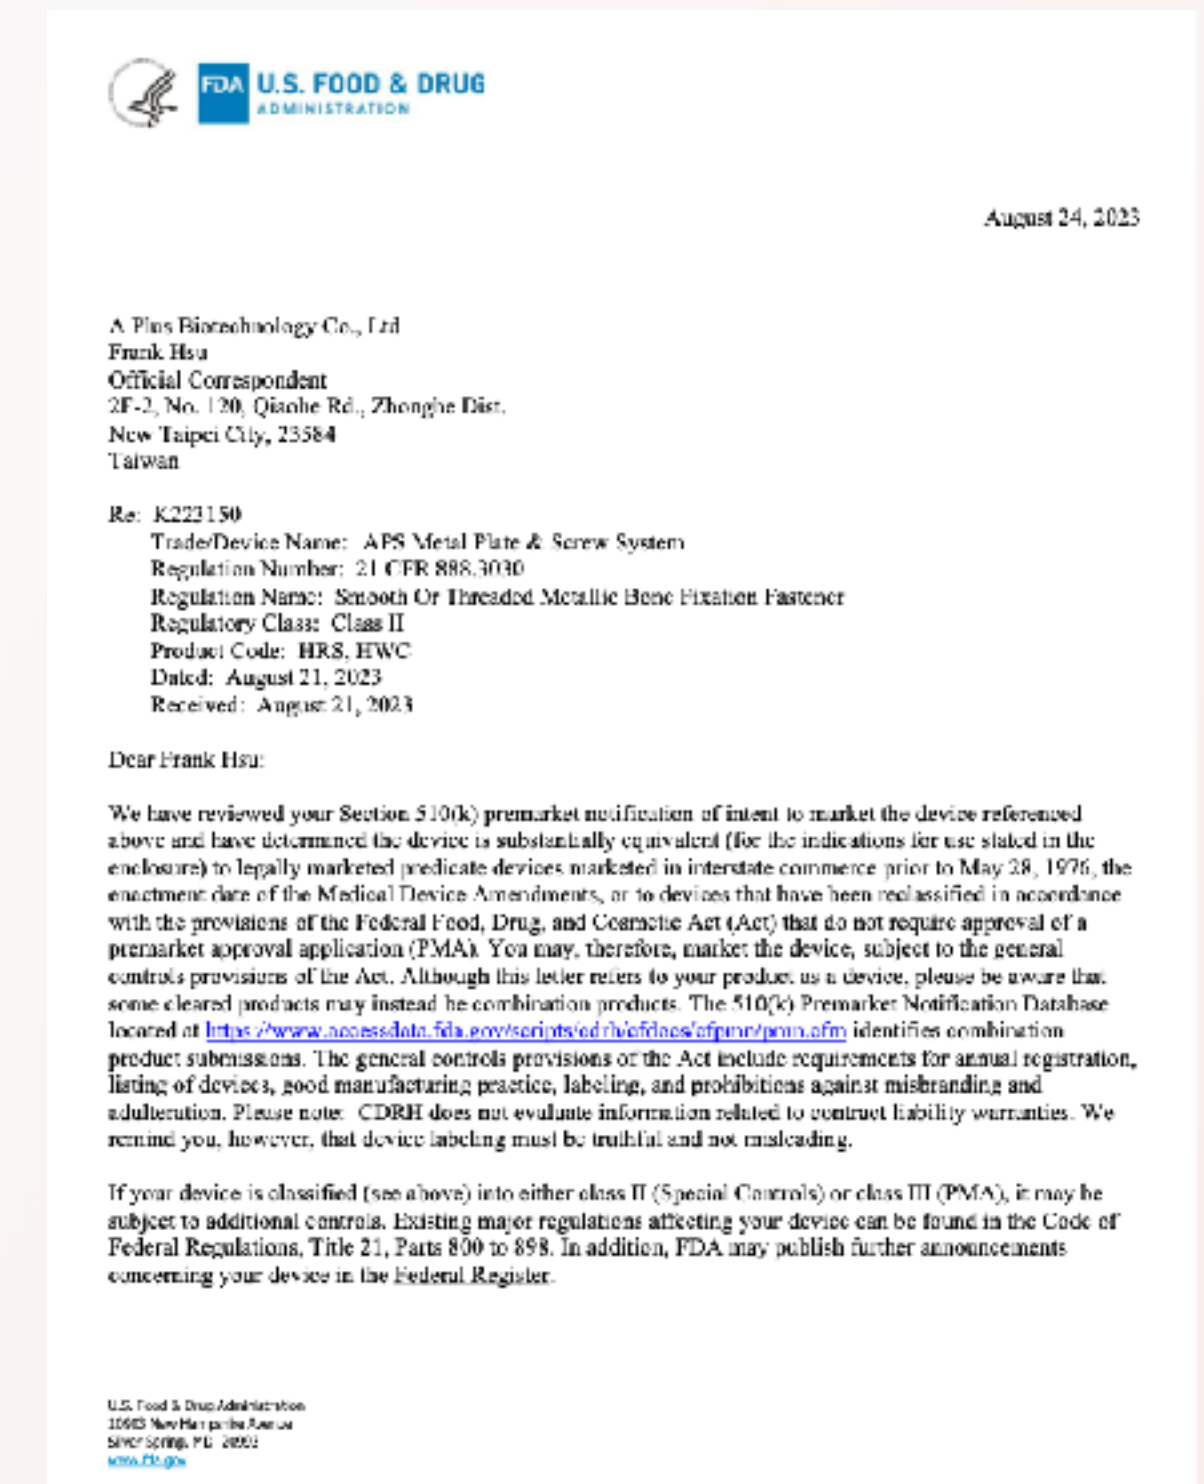 FDA U.S. FOOD & DRUG
ADMINISTRATION
August 24, 2023
A Plus Biotechnology Co., Ltd
Frank Hsu
Official Correspondent
2F-2, No. 120, Qiaohe Rd., Zhonghe Dist.
New Taipei City, 23584
Taiwan
Re: K223150
Trade/Device Name: APS Metal Plate & Screw System
Regulation Number: 21 CFR 888.3030
Regulation Name: Smooth Or Threaded Metallic Bone Fixation Fastener
Regulatory Class: Class II
Product Code: HRS, HWC
Dated: August 21, 2023
Received: August 21, 2023
Dear Frank Hsu:
We have reviewed your Section 510(k) premarket notification of intent to market the device referenced
above and have determined the device is substantially equivalent (for the indications for use stated in the
enclosure) to legally marketed predicate devices marketed in interstate commerce prior to May 28, 1976, the
enactment date of the Medical Device Amendments, or to devices that have been reclassified in accordance
with the provisions of the Federal Food, Drug, and Cosmetic Act (Act) that do not require approval of a
premarket approval application (PMA). You may, therefore, market the device, subject to the general
controls provisions of the Act. Although this letter refers to your product as a device, please be aware that
some cleared products may instead be combination products. The 510(k) Premarket Notification Database
located at https://www.accessdata.fda.gov/scripts/cdrh/cfdocs/cfpmn/pmn.cfm identifies combination
product submissions. The general controls provisions of the Act include requirements for annual registration,
listing of devices, good manufacturing practice, labeling, and prohibitions against misbranding and
adulteration. Please note: CDRH does not evaluate information related to contract liability warranties. We
remind you, however, that device labeling must be truthful and not misleading.
If your device is classified (see above) into either class II (Special Controls) or class III (PMA), it may be
subject to additional controls. Existing major regulations affecting your device can be found in the Code of
Federal Regulations, Title 21, Parts 800 to 898. In addition, FDA may publish further announcements
concerning your device in the Federal Register.
U.S. Food & Drug Administration
10903 New Hampshire Avenue
Silver Spring, MD 20993
www.fda.gov